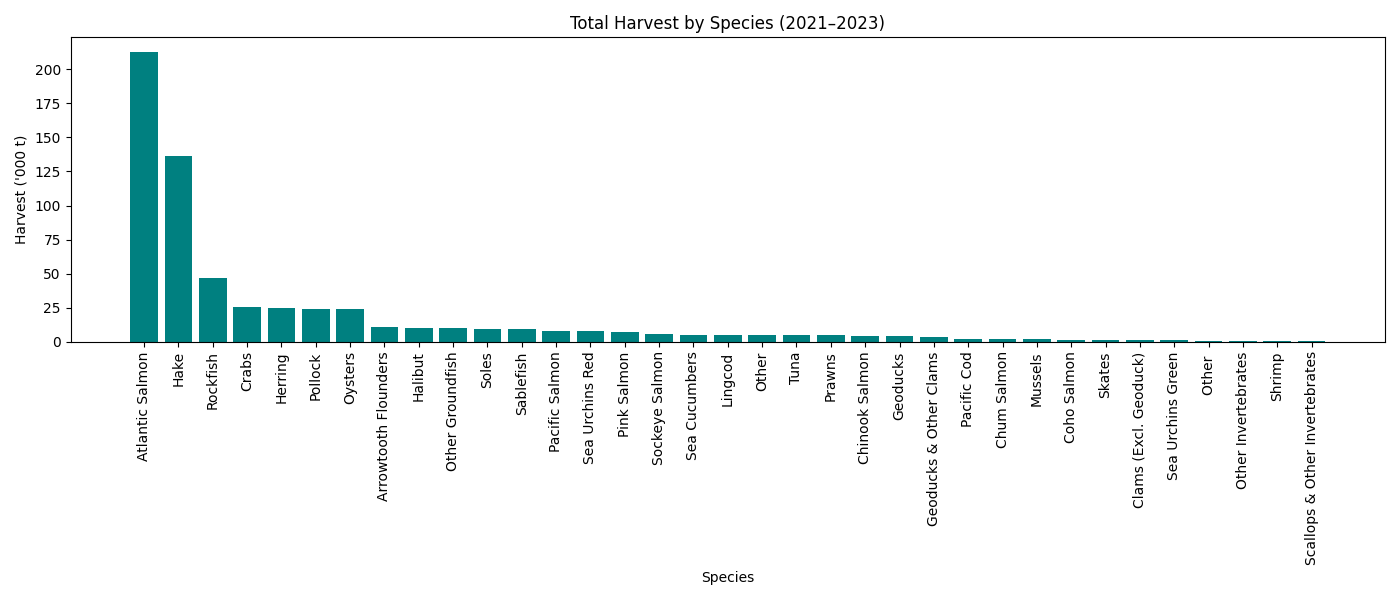 Total Harvest by Species (2021–2023)
Harvest ('000 t)
200
175
150
125
100
75
50
25
0
Atlantic Salmon
Hake
Rockfish
Crabs
Herring
Pollock
Oysters
Arrowtooth Flounders
Halibut
Other Groundfish
Soles
Sablefish
Pacific Salmon
Sea Urchins Red
Pink Salmon
Sockeye Salmon
Sea Cucumbers
Lingcod
Other
Tuna
Prawns
Chinook Salmon
Geoducks
Geoducks & Other Clams
Pacific Cod
Chum Salmon
Mussels
Coho Salmon
Skates
Clams (Excl. Geoduck)
Sea Urchins Green
Other
Other Invertebrates
Shrimp
Scallops & Other Invertebrates
Species